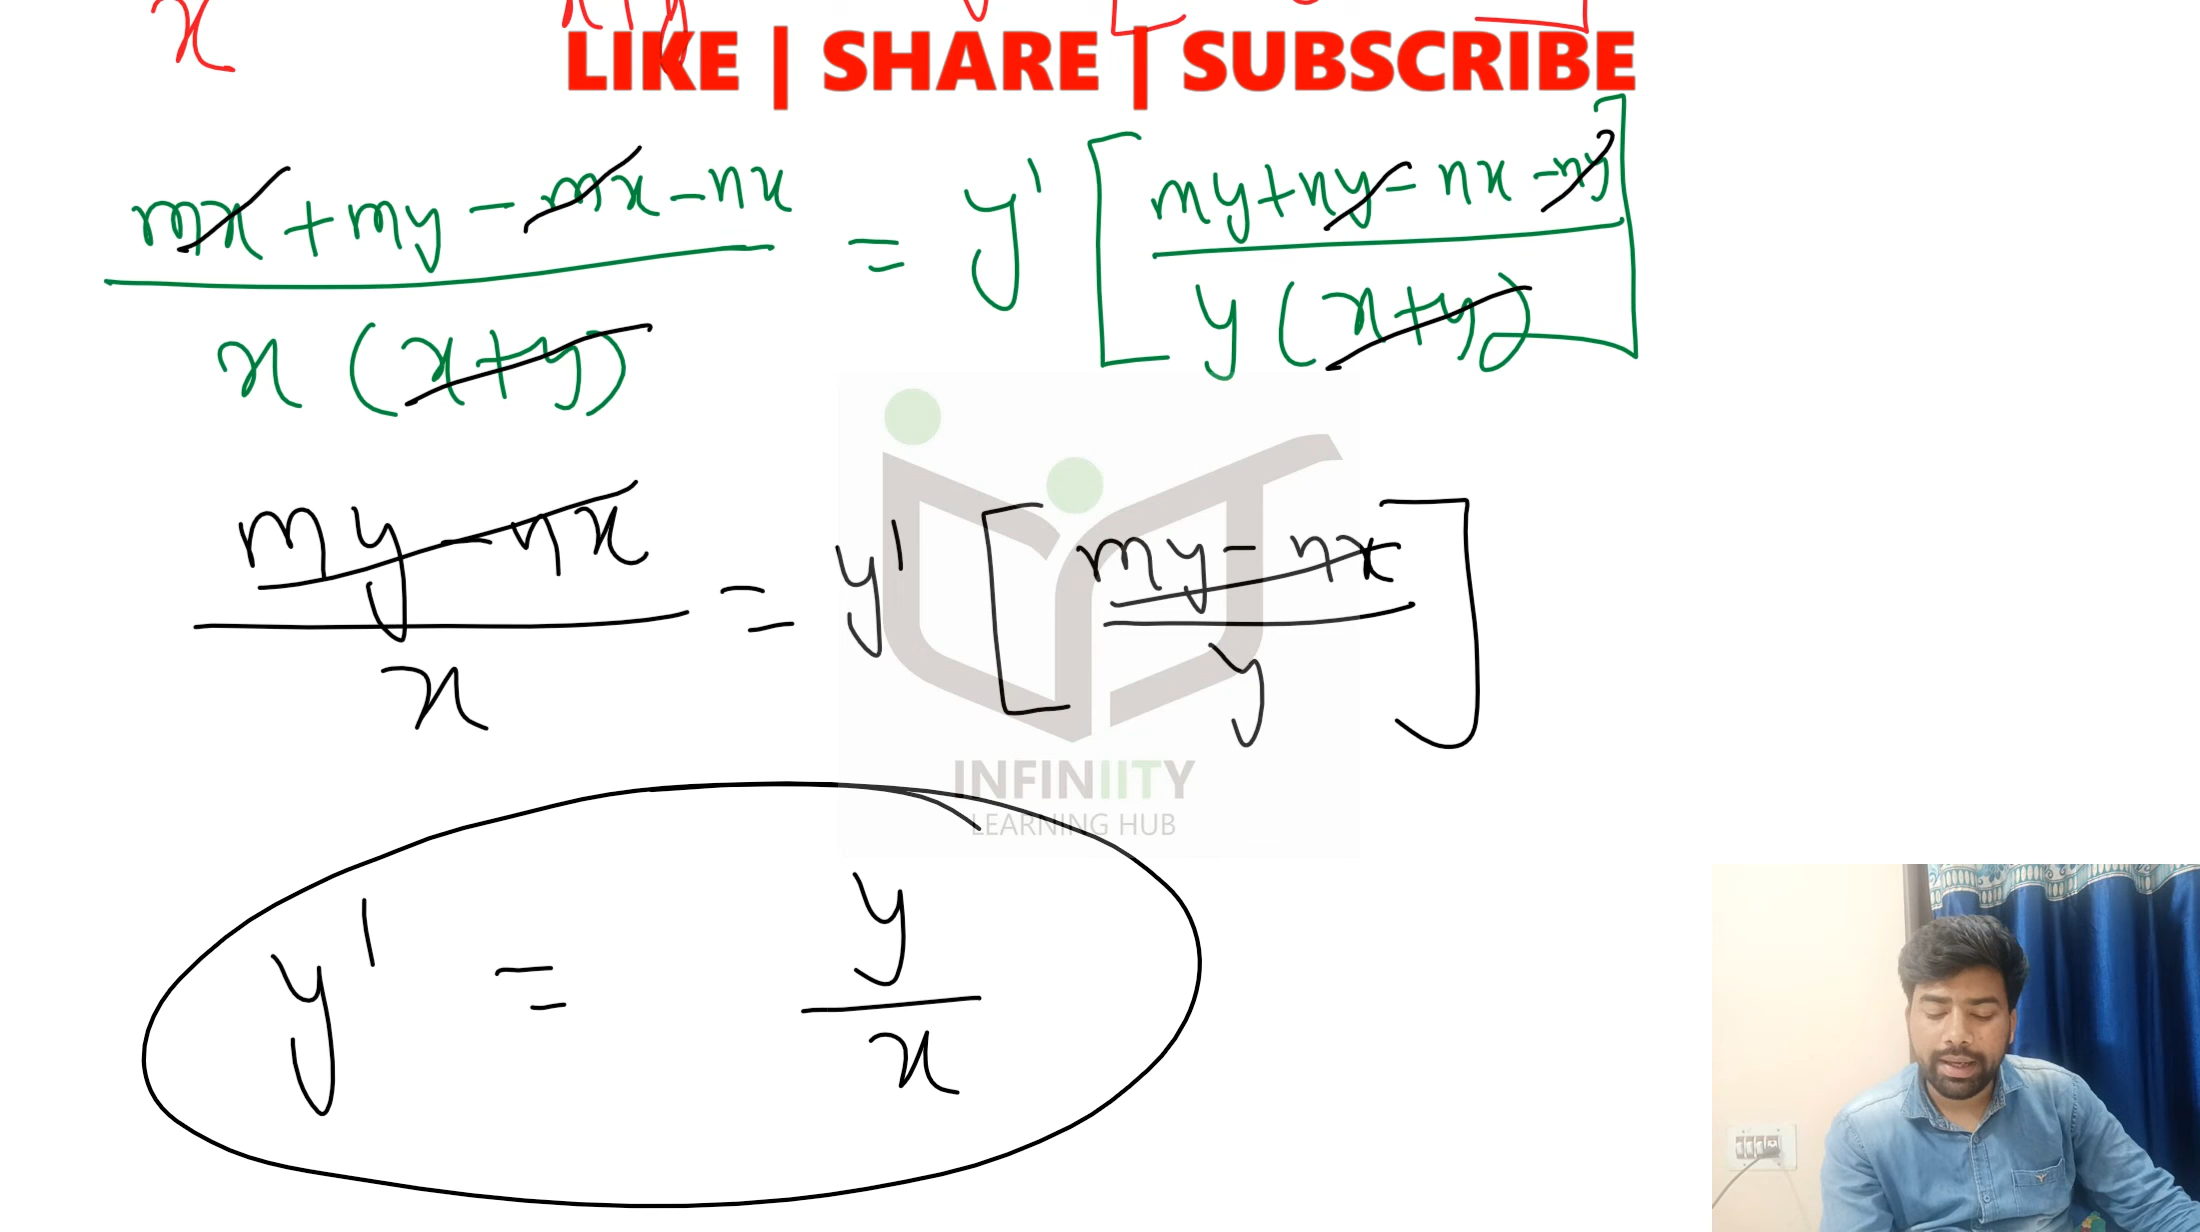 x x+y y
LIKE | SHARE | SUBSCRIBE
mx + my - mx - nx / x (x+y) = y' [ my + ny - nx - ny / y (x+y) ]
my - nx / x = y' [ my - nx / y ]
INFINIITY
LEARNING HUB
y' = y / x